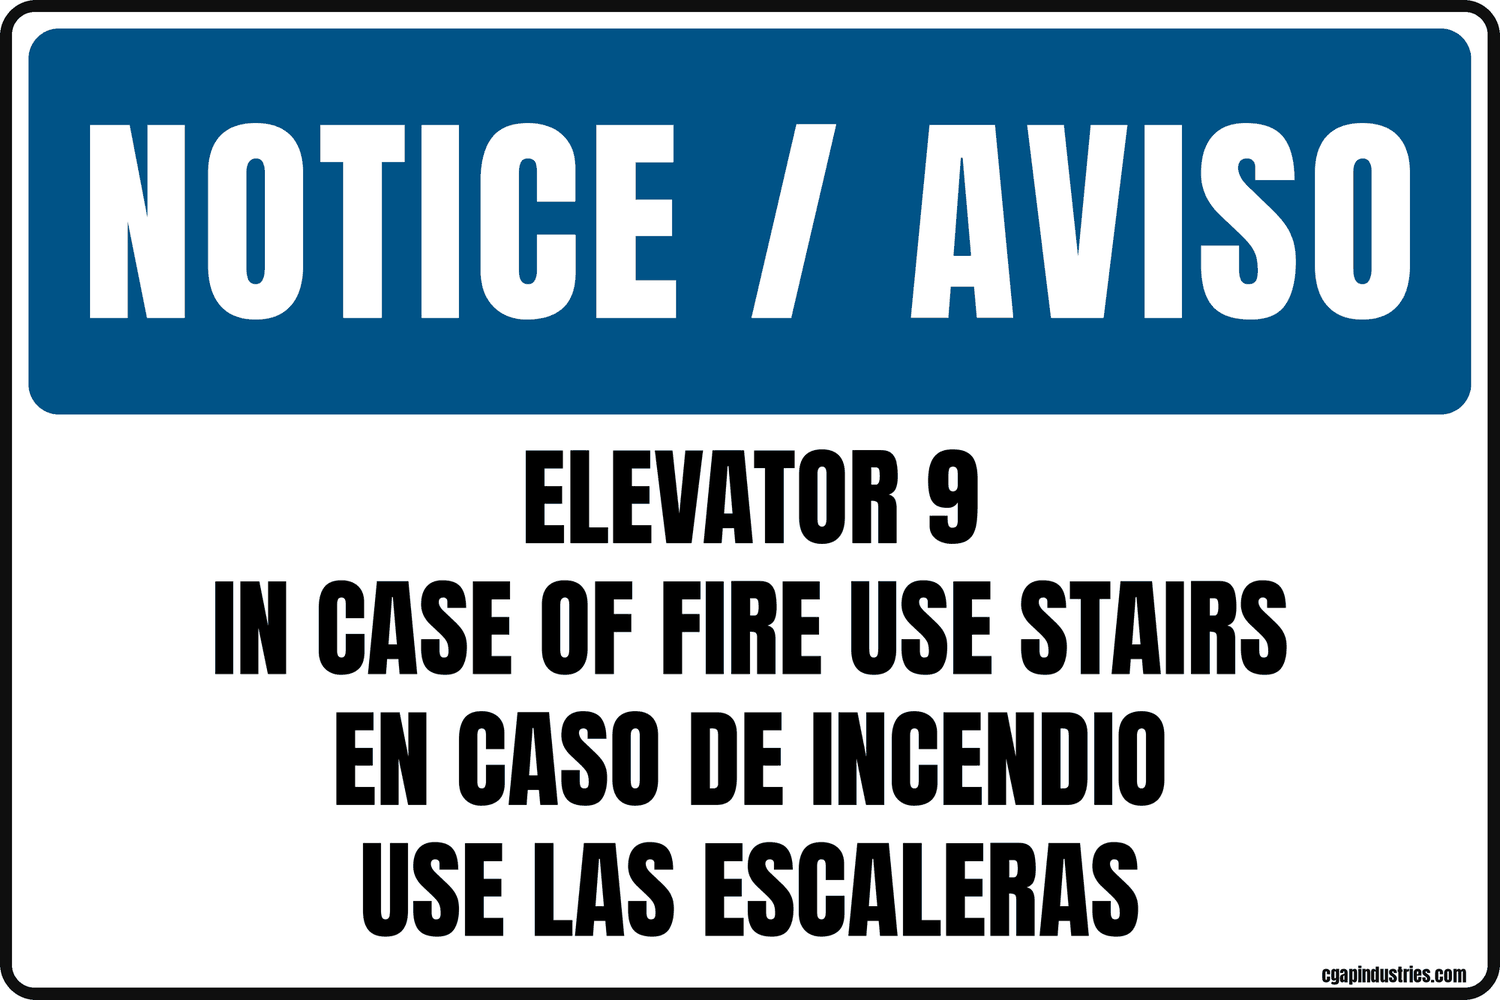 NOTICE / AVISO
ELEVATOR 9
IN CASE OF FIRE USE STAIRS
EN CASO DE INCENDIO
USE LAS ESCALERAS
cgapindustries.com